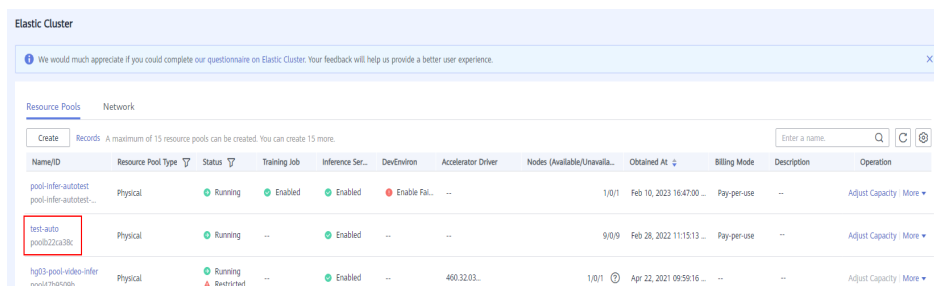 Elastic Cluster
We would much appreciate if you could complete our questionnaire on Elastic Cluster. Your feedback will help us provide a better user experience.
Resource Pools Network
Create Records A maximum of 15 resource pools can be created. You can create 15 more. Enter a name.
Name/ID Resource Pool Type Status Training Job Inference Ser... DevEnviron Accelerator Driver Nodes (Available/Unavaila... Obtained At Billing Mode Description Operation
pool-infer-autotest
pool-infer-autotest-... Physical Running Enabled Enabled Enable Fai... -- 1/0/1 Feb 10, 2023 16:47:00 ... Pay-per-use -- Adjust Capacity | More
test-auto
poolb22ca38c Physical Running -- Enabled -- -- 9/0/9 Feb 28, 2022 11:15:13 ... Pay-per-use -- Adjust Capacity | More
hg03-pool-video-infer Running
Physical -- Enabled -- 460.32.03... 1/0/1 Apr 22, 2021 09:59:16 ... -- -- Adjust Capacity | More
pool47b9509b Restricted